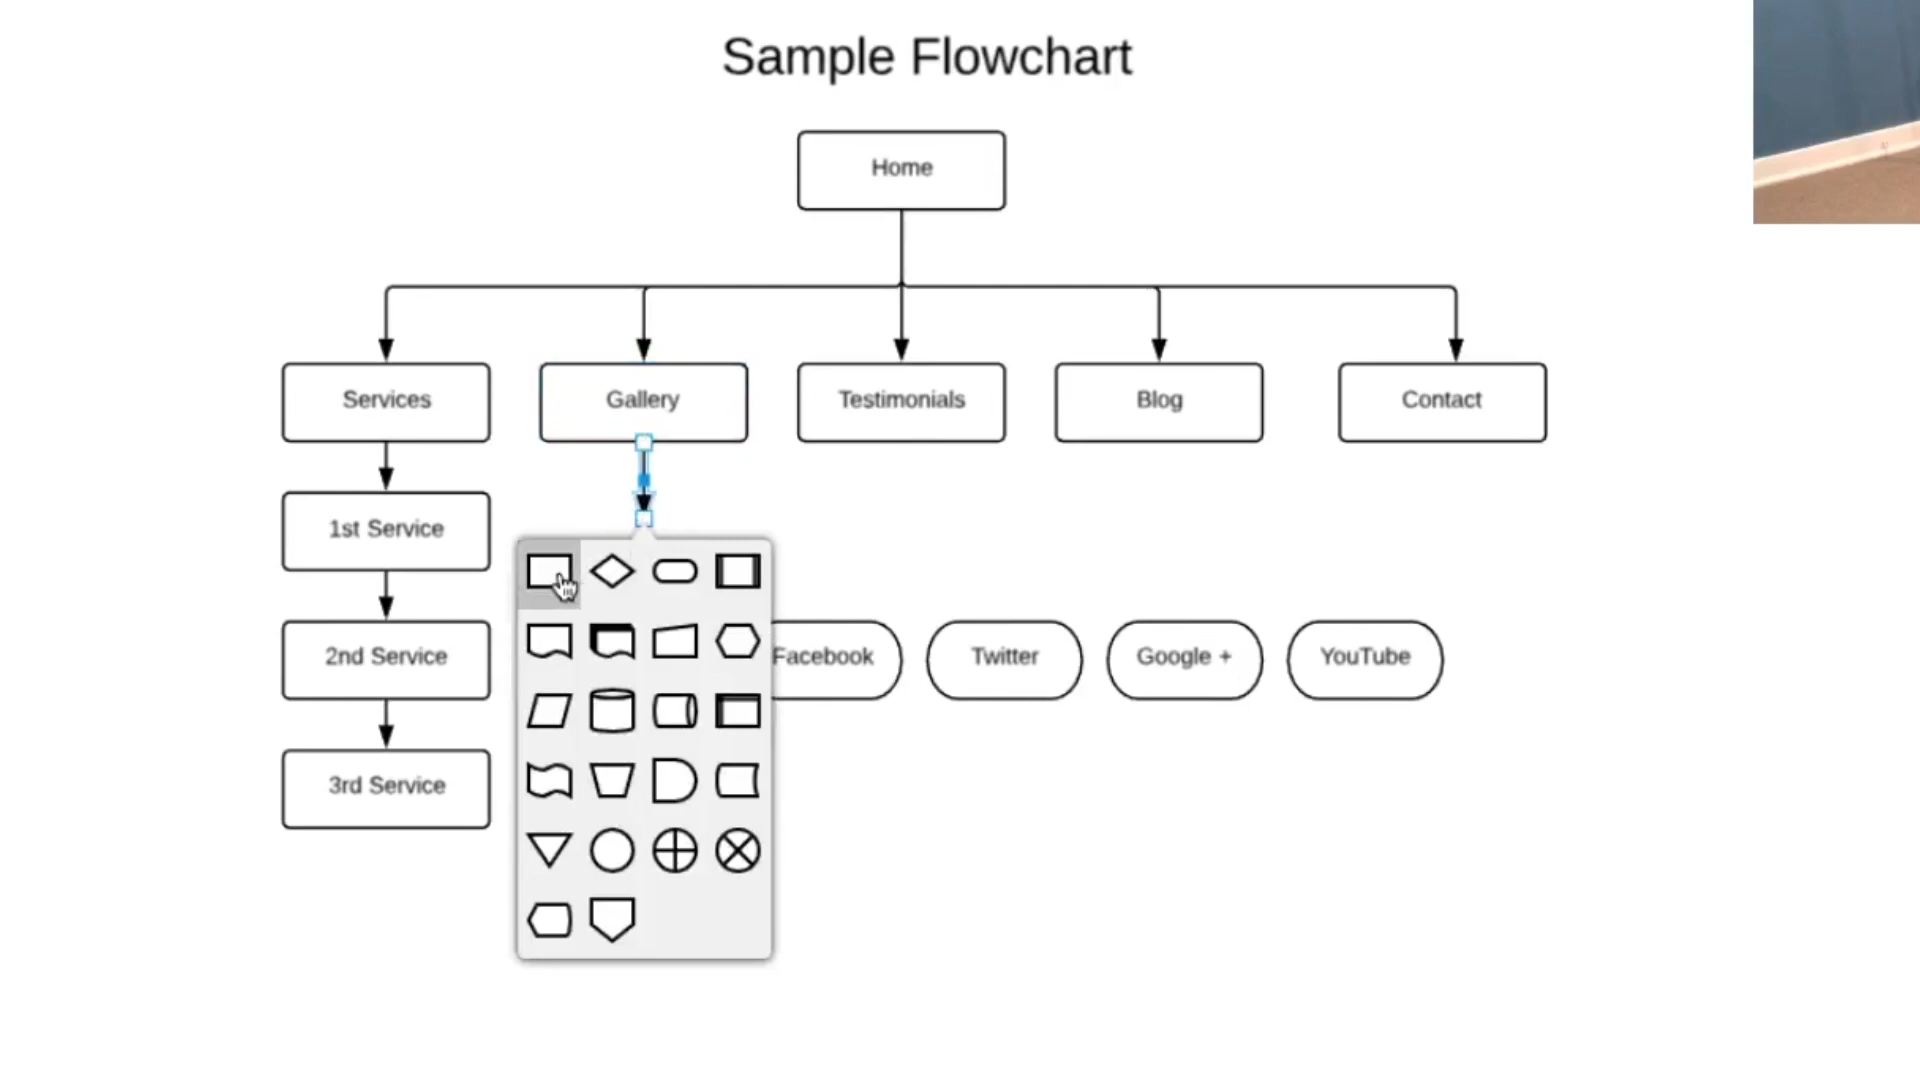 Sample Flowchart
Home
Services
Gallery
Testimonials
Blog
Contact
1st Service
2nd Service
Facebook
Twitter
Google +
YouTube
3rd Service